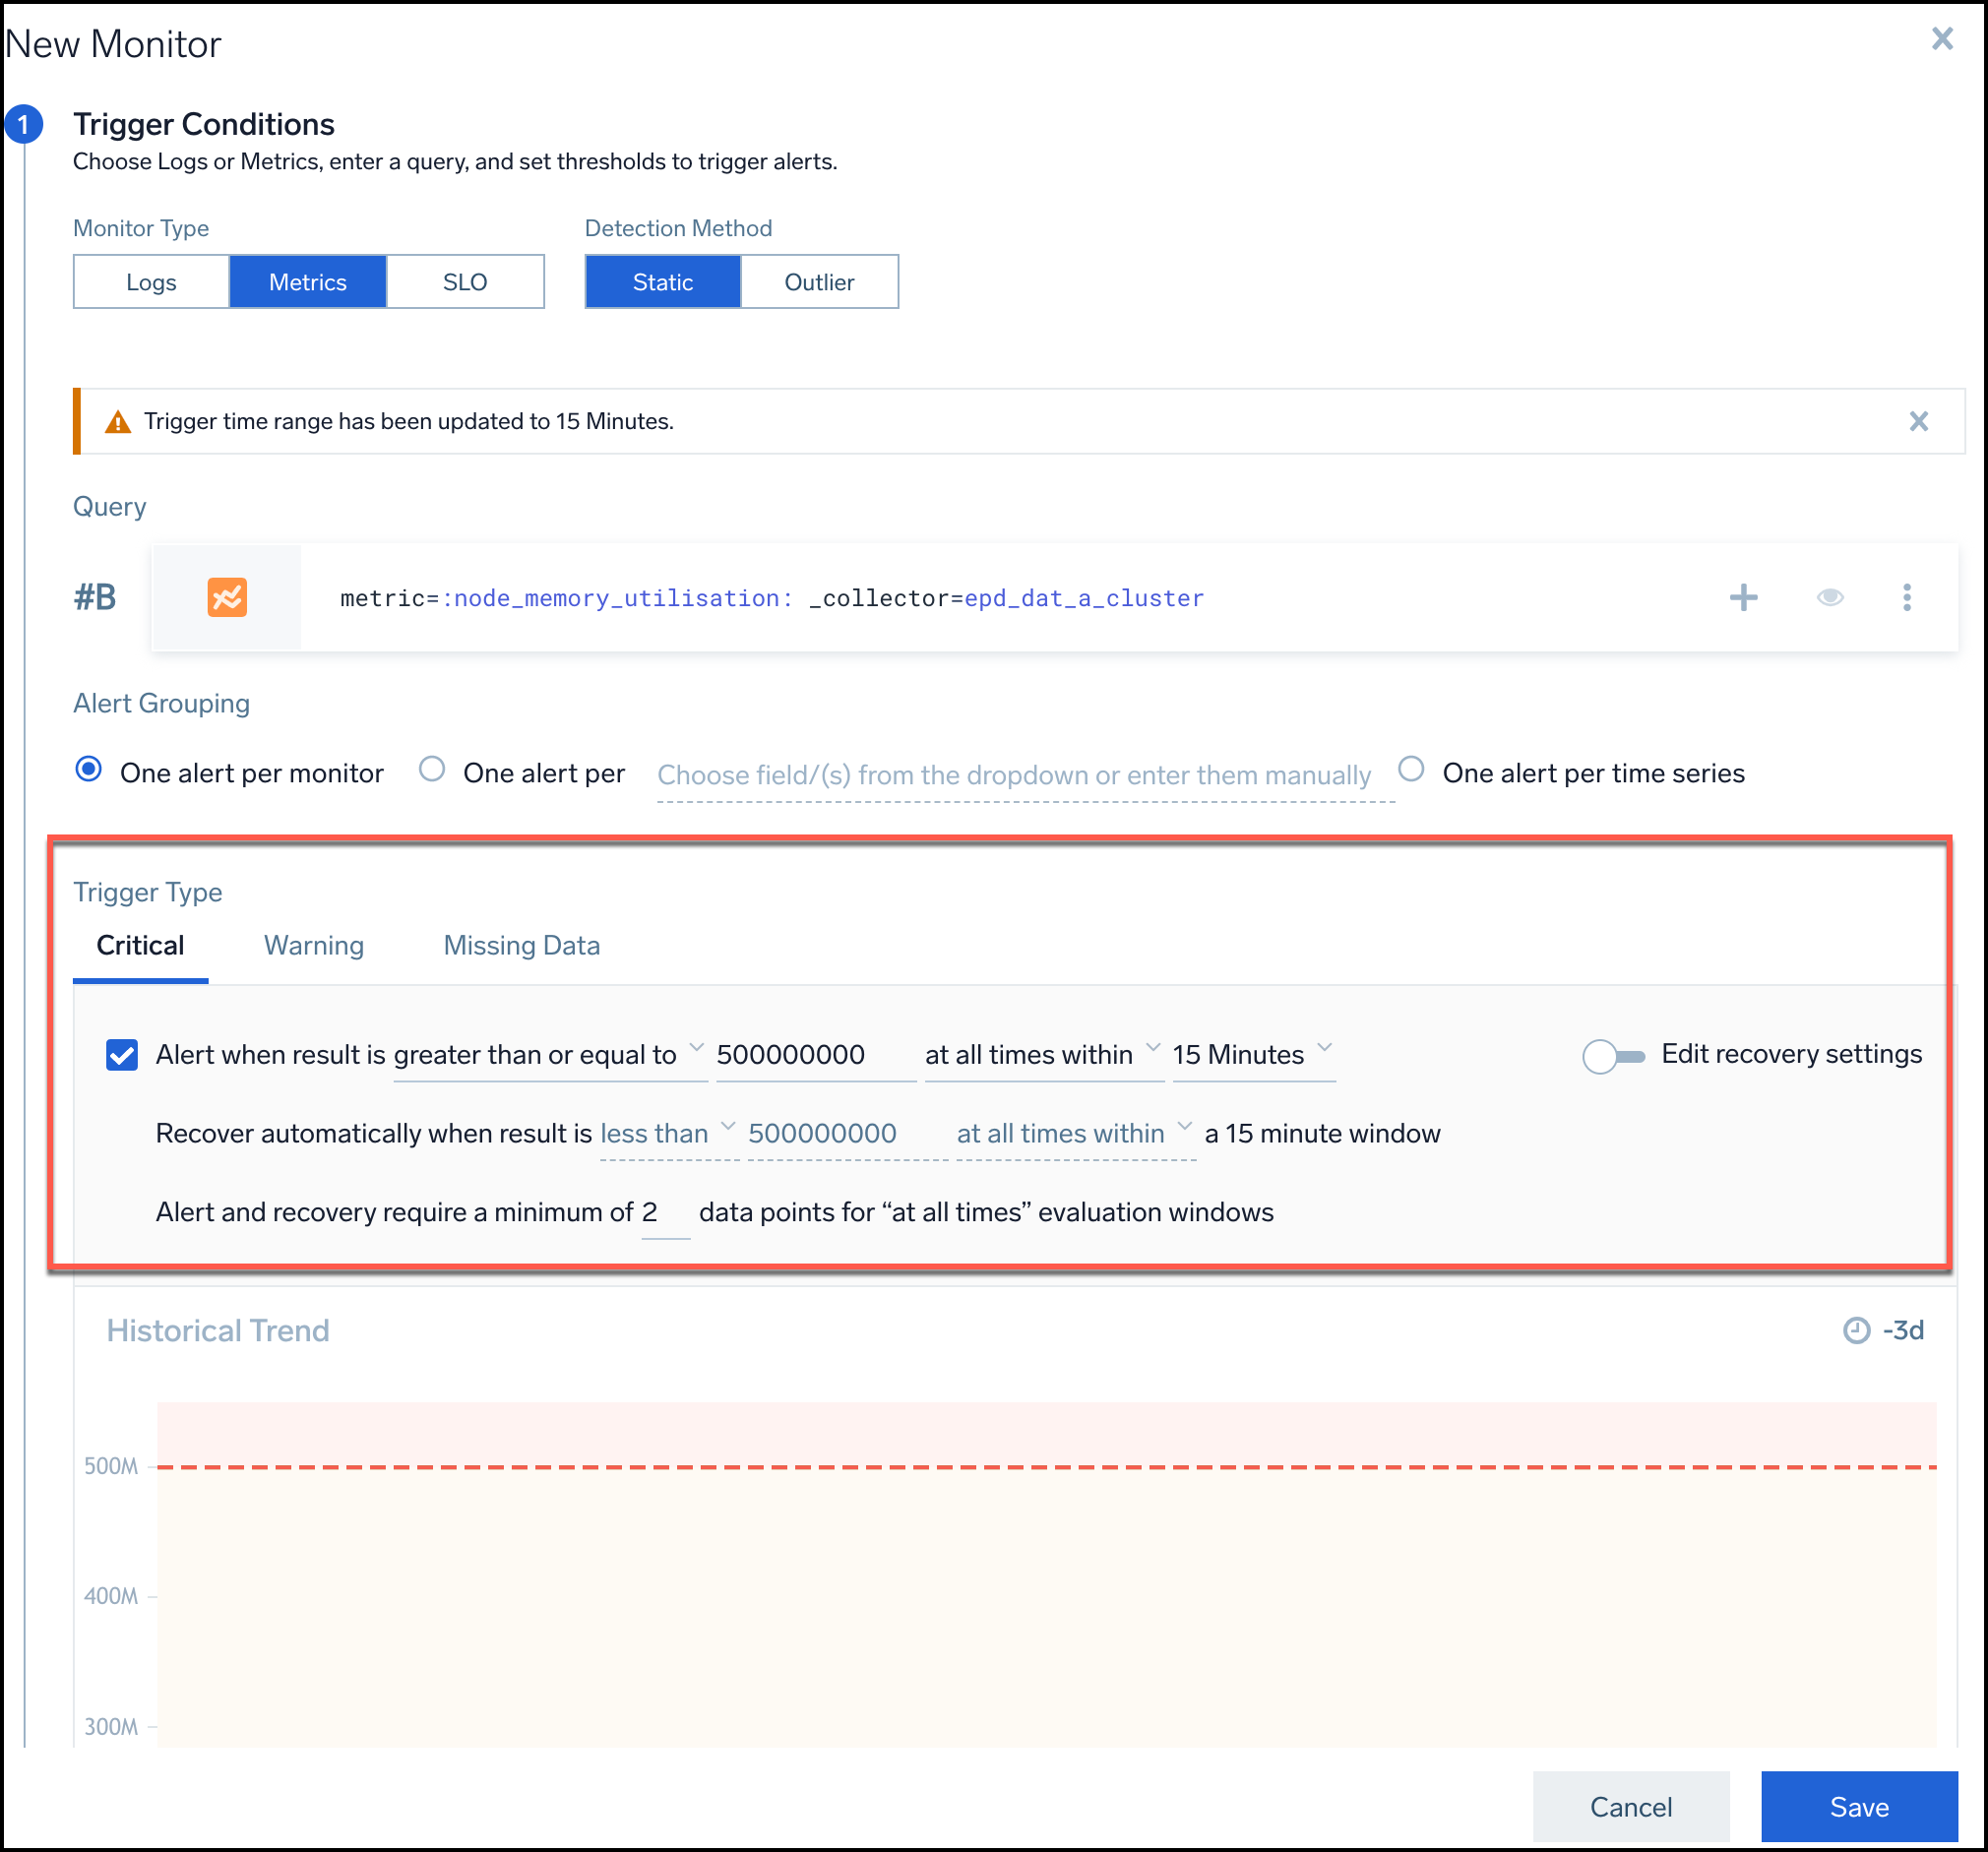 New Monitor
1
Trigger Conditions
Choose Logs or Metrics, enter a query, and set thresholds to trigger alerts.
Monitor Type Detection Method
Logs Metrics SLO Static Outlier
Trigger time range has been updated to 15 Minutes.
Query
#B metric=:node_memory_utilisation: _collector=epd_dat_a_cluster
Alert Grouping
One alert per monitor One alert per Choose field/(s) from the dropdown or enter them manually One alert per time series
Trigger Type
Critical Warning Missing Data
Alert when result is greater than or equal to 500000000 at all times within 15 Minutes Edit recovery settings
Recover automatically when result is less than 500000000 at all times within a 15 minute window
Alert and recovery require a minimum of 2 data points for “at all times” evaluation windows
Historical Trend -3d
500M
400M
300M
Cancel Save